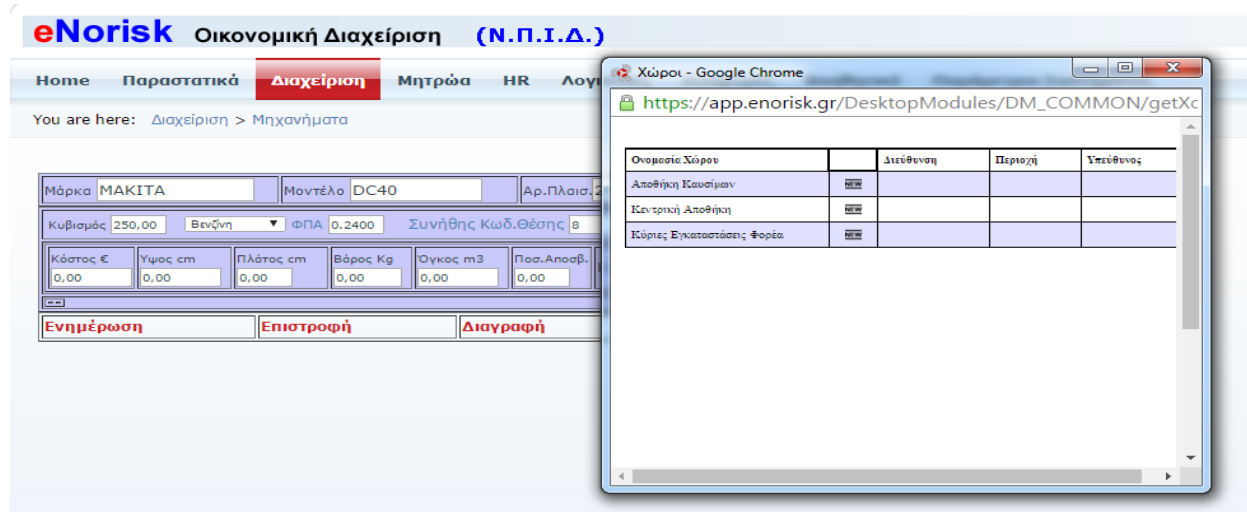 eNorisk Οικονομική Διαχείριση (Ν.Π.Ι.Δ.)
Home Παραστατικά Διαχείριση Μητρώα HR Λογι
You are here: Διαχείριση > Μηχανήματα
Μάρκα MAKITA Μοντέλο DC40 Αρ.Πλαισ. 2
Κυβισμός 250,00 Βενζίνη ΦΠΑ 0.2400 Συνήθης Κωδ.Θέσης 8
Κόστος € Υψος cm Πλάτος cm Βάρος Kg Όγκος m3 Ποσ.Αποσβ.
0,00 0,00 0,00 0,00 0,00 0,00
Ενημέρωση Επιστροφή Διαγραφή
Χώροι - Google Chrome
https://app.enorisk.gr/DesktopModules/DM_COMMON/getXc
Ονομασία Χώρου Διεύθυνση Περιοχή Υπεύθυνος
Αποθήκη Καυσίμων NEW
Κεντρική Αποθήκη NEW
Κύριες Εγκαταστάσεις Φορέα NEW